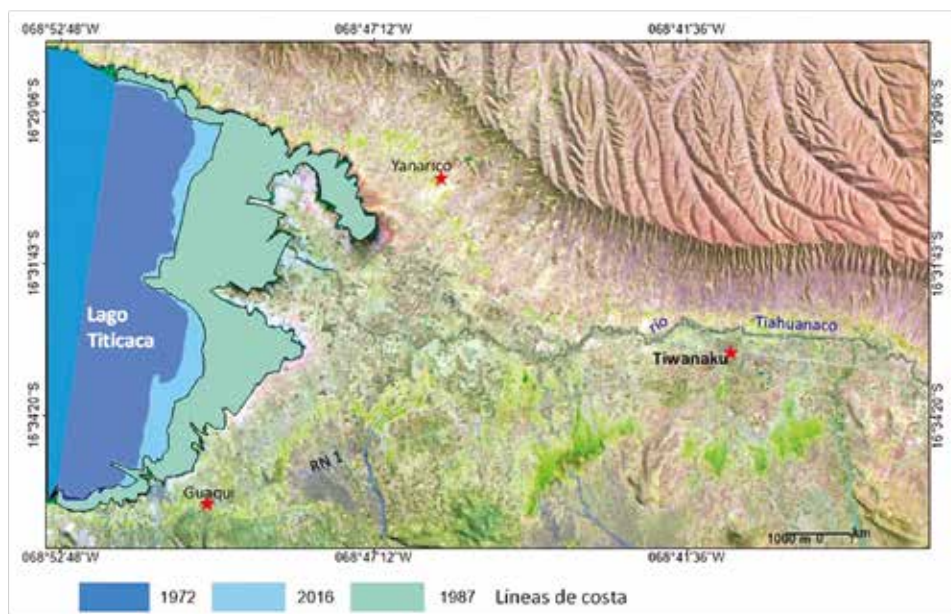 068°52'48"W 068°47'12"W 068°41'36"W
16°29'06"S 16°29'06"S
Yanarico
16°31'43"S 16°31'43"S
Lago
Titicaca
río Tiahuanaco
Tiwanaku
16°34'20"S 16°34'20"S
RN 1
Guaqui
1000 m 0 km
068°52'48"W 068°47'12"W 068°41'36"W
1972 2016 1987 Líneas de costa